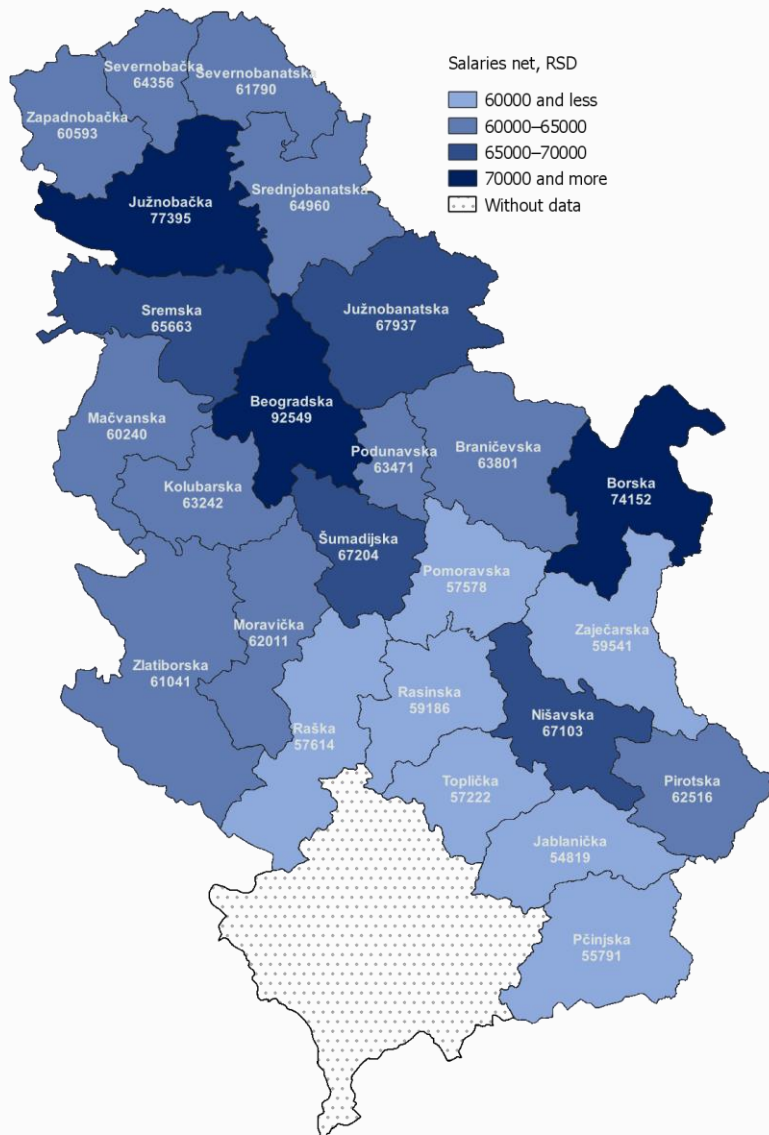 Severnobačka
64356
Severnobanatska
61790
Zapadnobačka
60593
Salaries net, RSD
60000 and less
60000–65000
65000–70000
70000 and more
Without data
Južnobačka
77395
Srednjobanatska
64960
Sremska
65663
Južnobanatska
67937
Beogradska
92549
Mačvanska
60240
Podunavska
63471
Braničevska
63801
Kolubarska
63242
Borska
74152
Šumadijska
67204
Pomoravska
57578
Moravička
62011
Zaječarska
59541
Zlatiborska
61041
Rasinska
59186
Raška
57614
Nišavska
67103
Toplička
57222
Pirotska
62516
Jablanička
54819
Pčinjska
55791